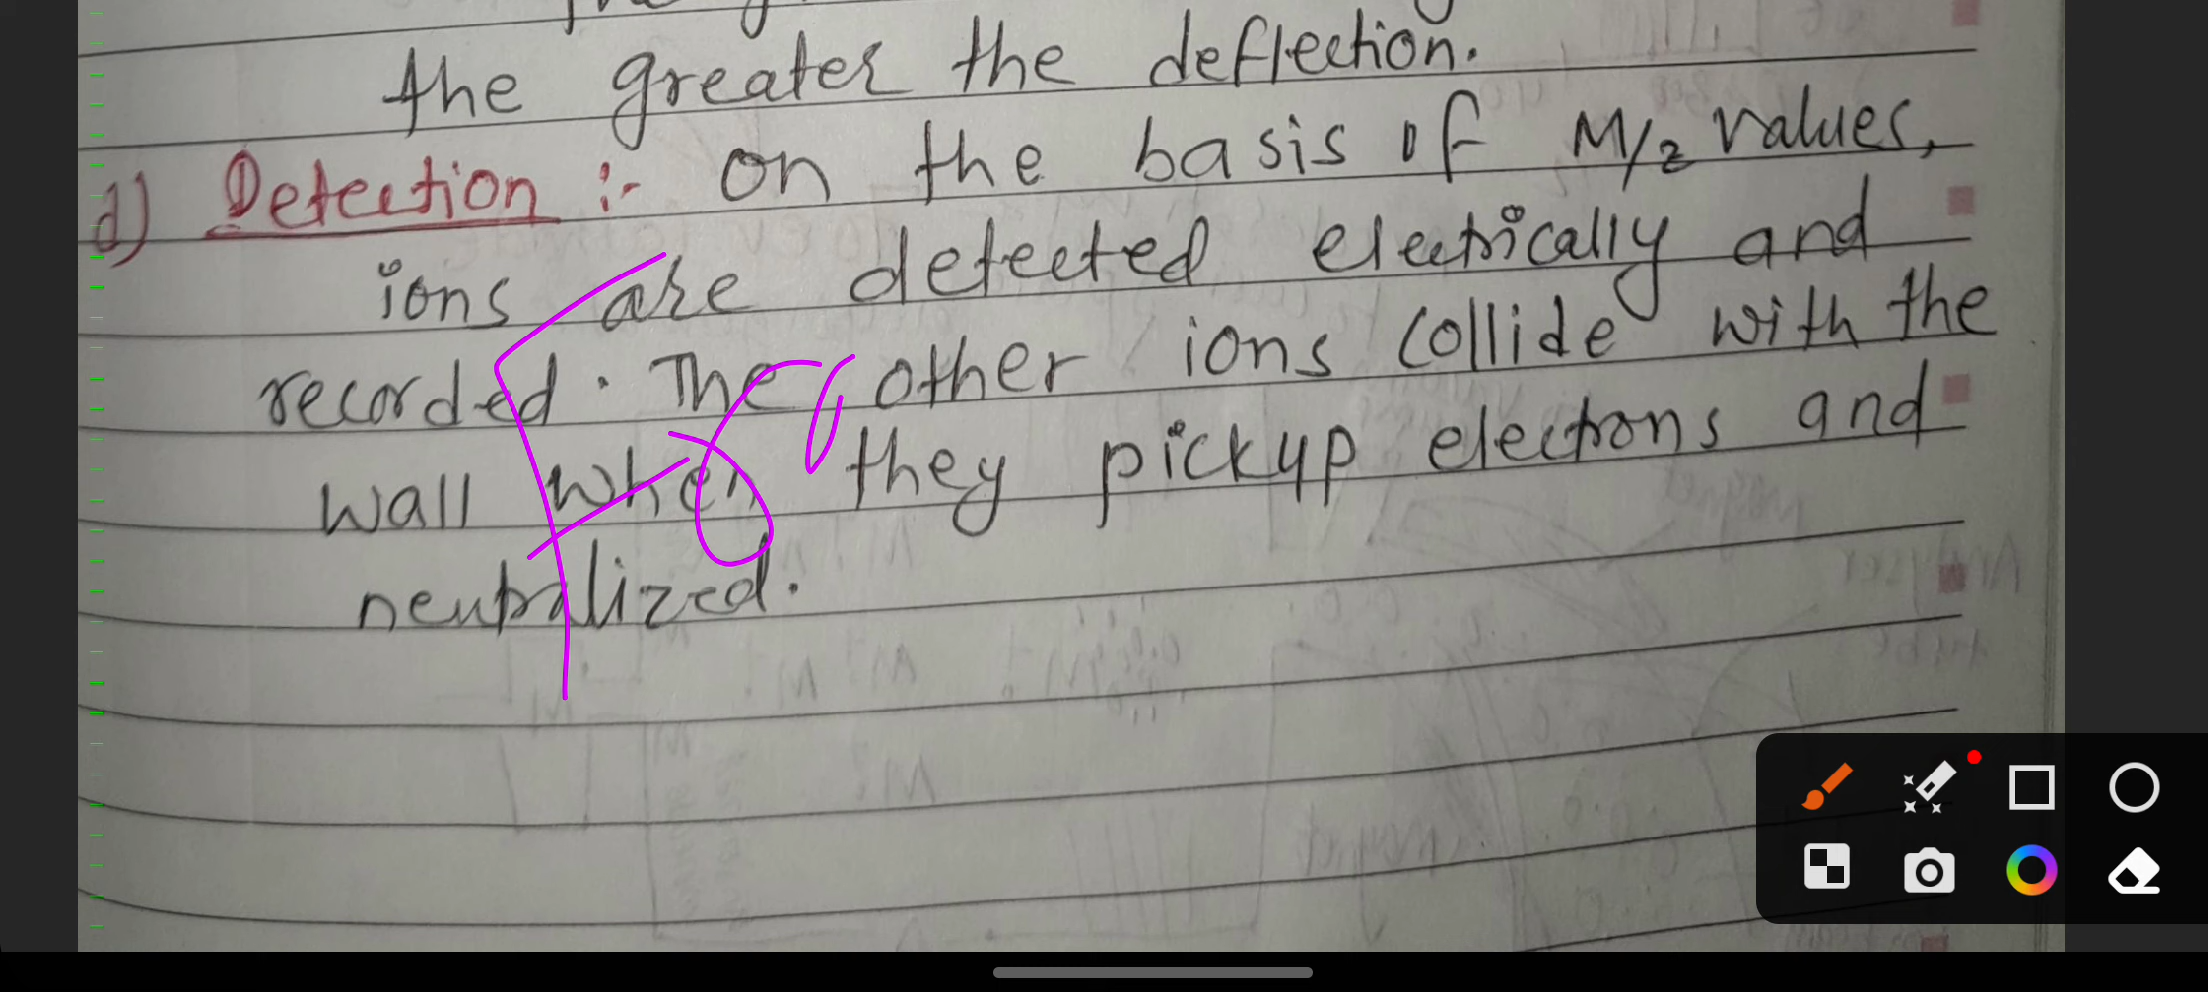 the greater the deflection.
d) Detection :- on the basis of M/z values,
ions are detected electrically and
recorded. The other ions collide with the
wall when they pickup electrons and
neutralized.